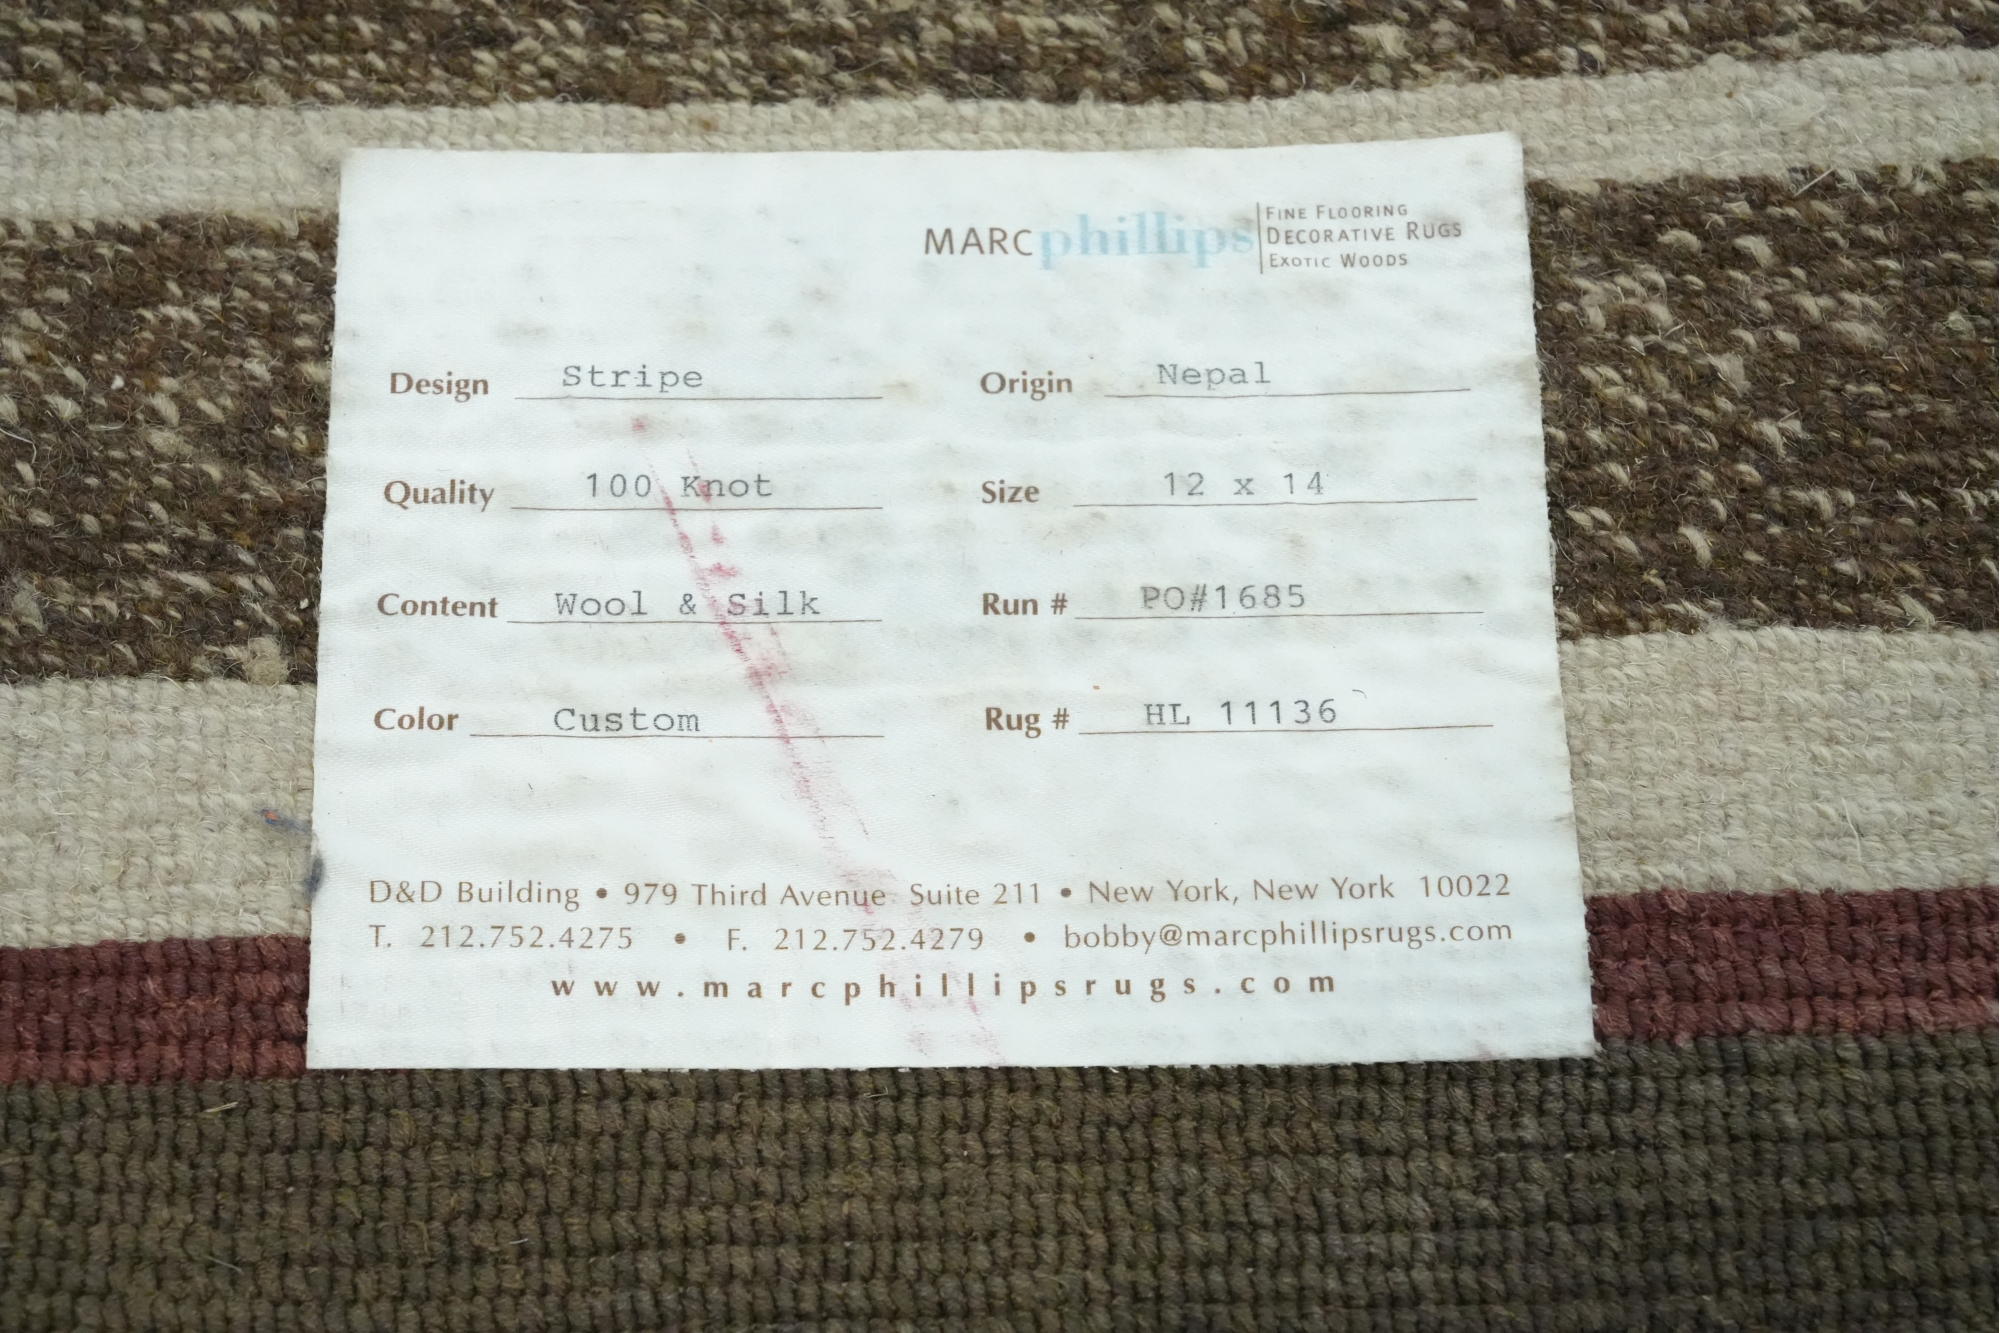 MARC phillips
FINE FLOORING
DECORATIVE RUGS
EXOTIC WOODS
Design Stripe Origin Nepal
Quality 100 Knot Size 12 x 14
Content Wool & Silk Run # PO#1685
Color Custom Rug # HL 11136
D&D Building • 979 Third Avenue Suite 211 • New York, New York 10022
T. 212.752.4275 • F. 212.752.4279 • bobby@marcphillipsrugs.com
www.marcphillipsrugs.com